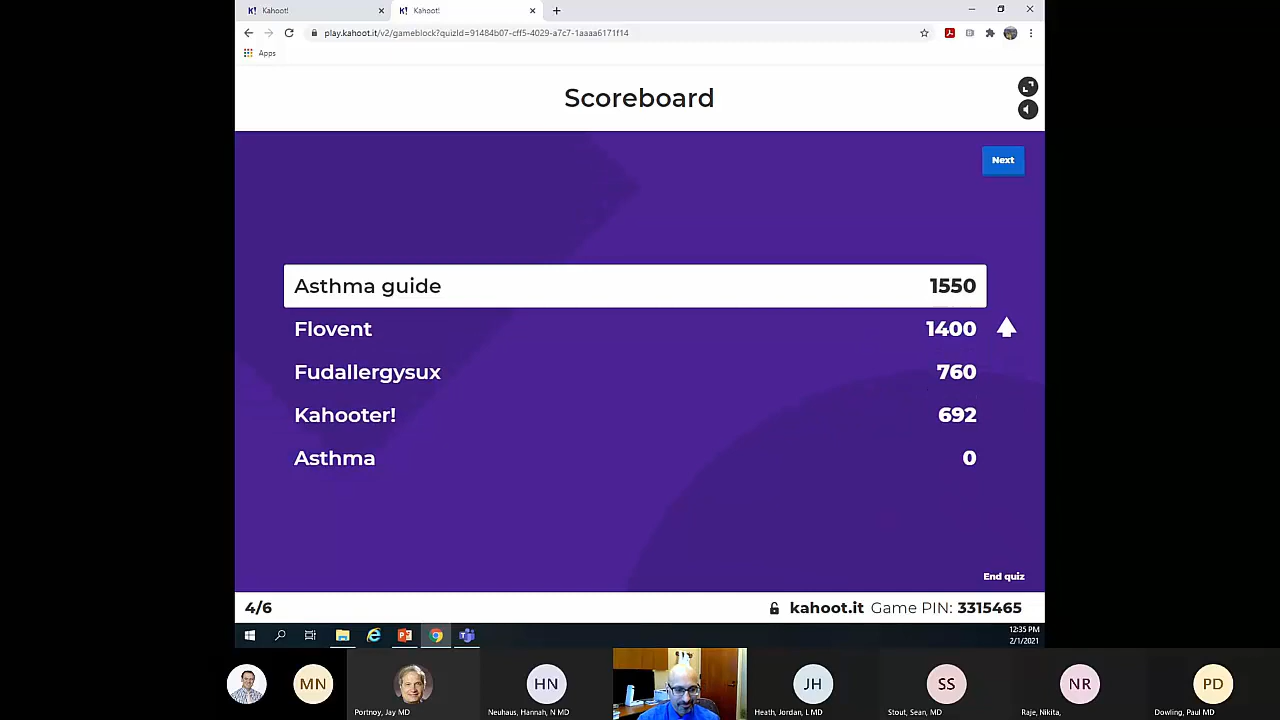 K! Kahoot!
K! Kahoot!
play.kahoot.it/v2/gameblock?quizId=91484b07-cff5-4029-a7c7-1aaaa6171f14
Apps
Scoreboard
Next
Asthma guide 1550
Flovent 1400
Fudallergysux 760
Kahooter! 692
Asthma 0
End quiz
4/6
kahoot.it Game PIN: 3315465
12:35 PM
2/1/2021
MN
HN
JH
SS
NR
PD
Portnoy, Jay MD
Neuhaus, Hannah, N MD
Heath, Jordan, L MD
Stout, Sean, MD
Raje, Nikita,
Dowling, Paul MD